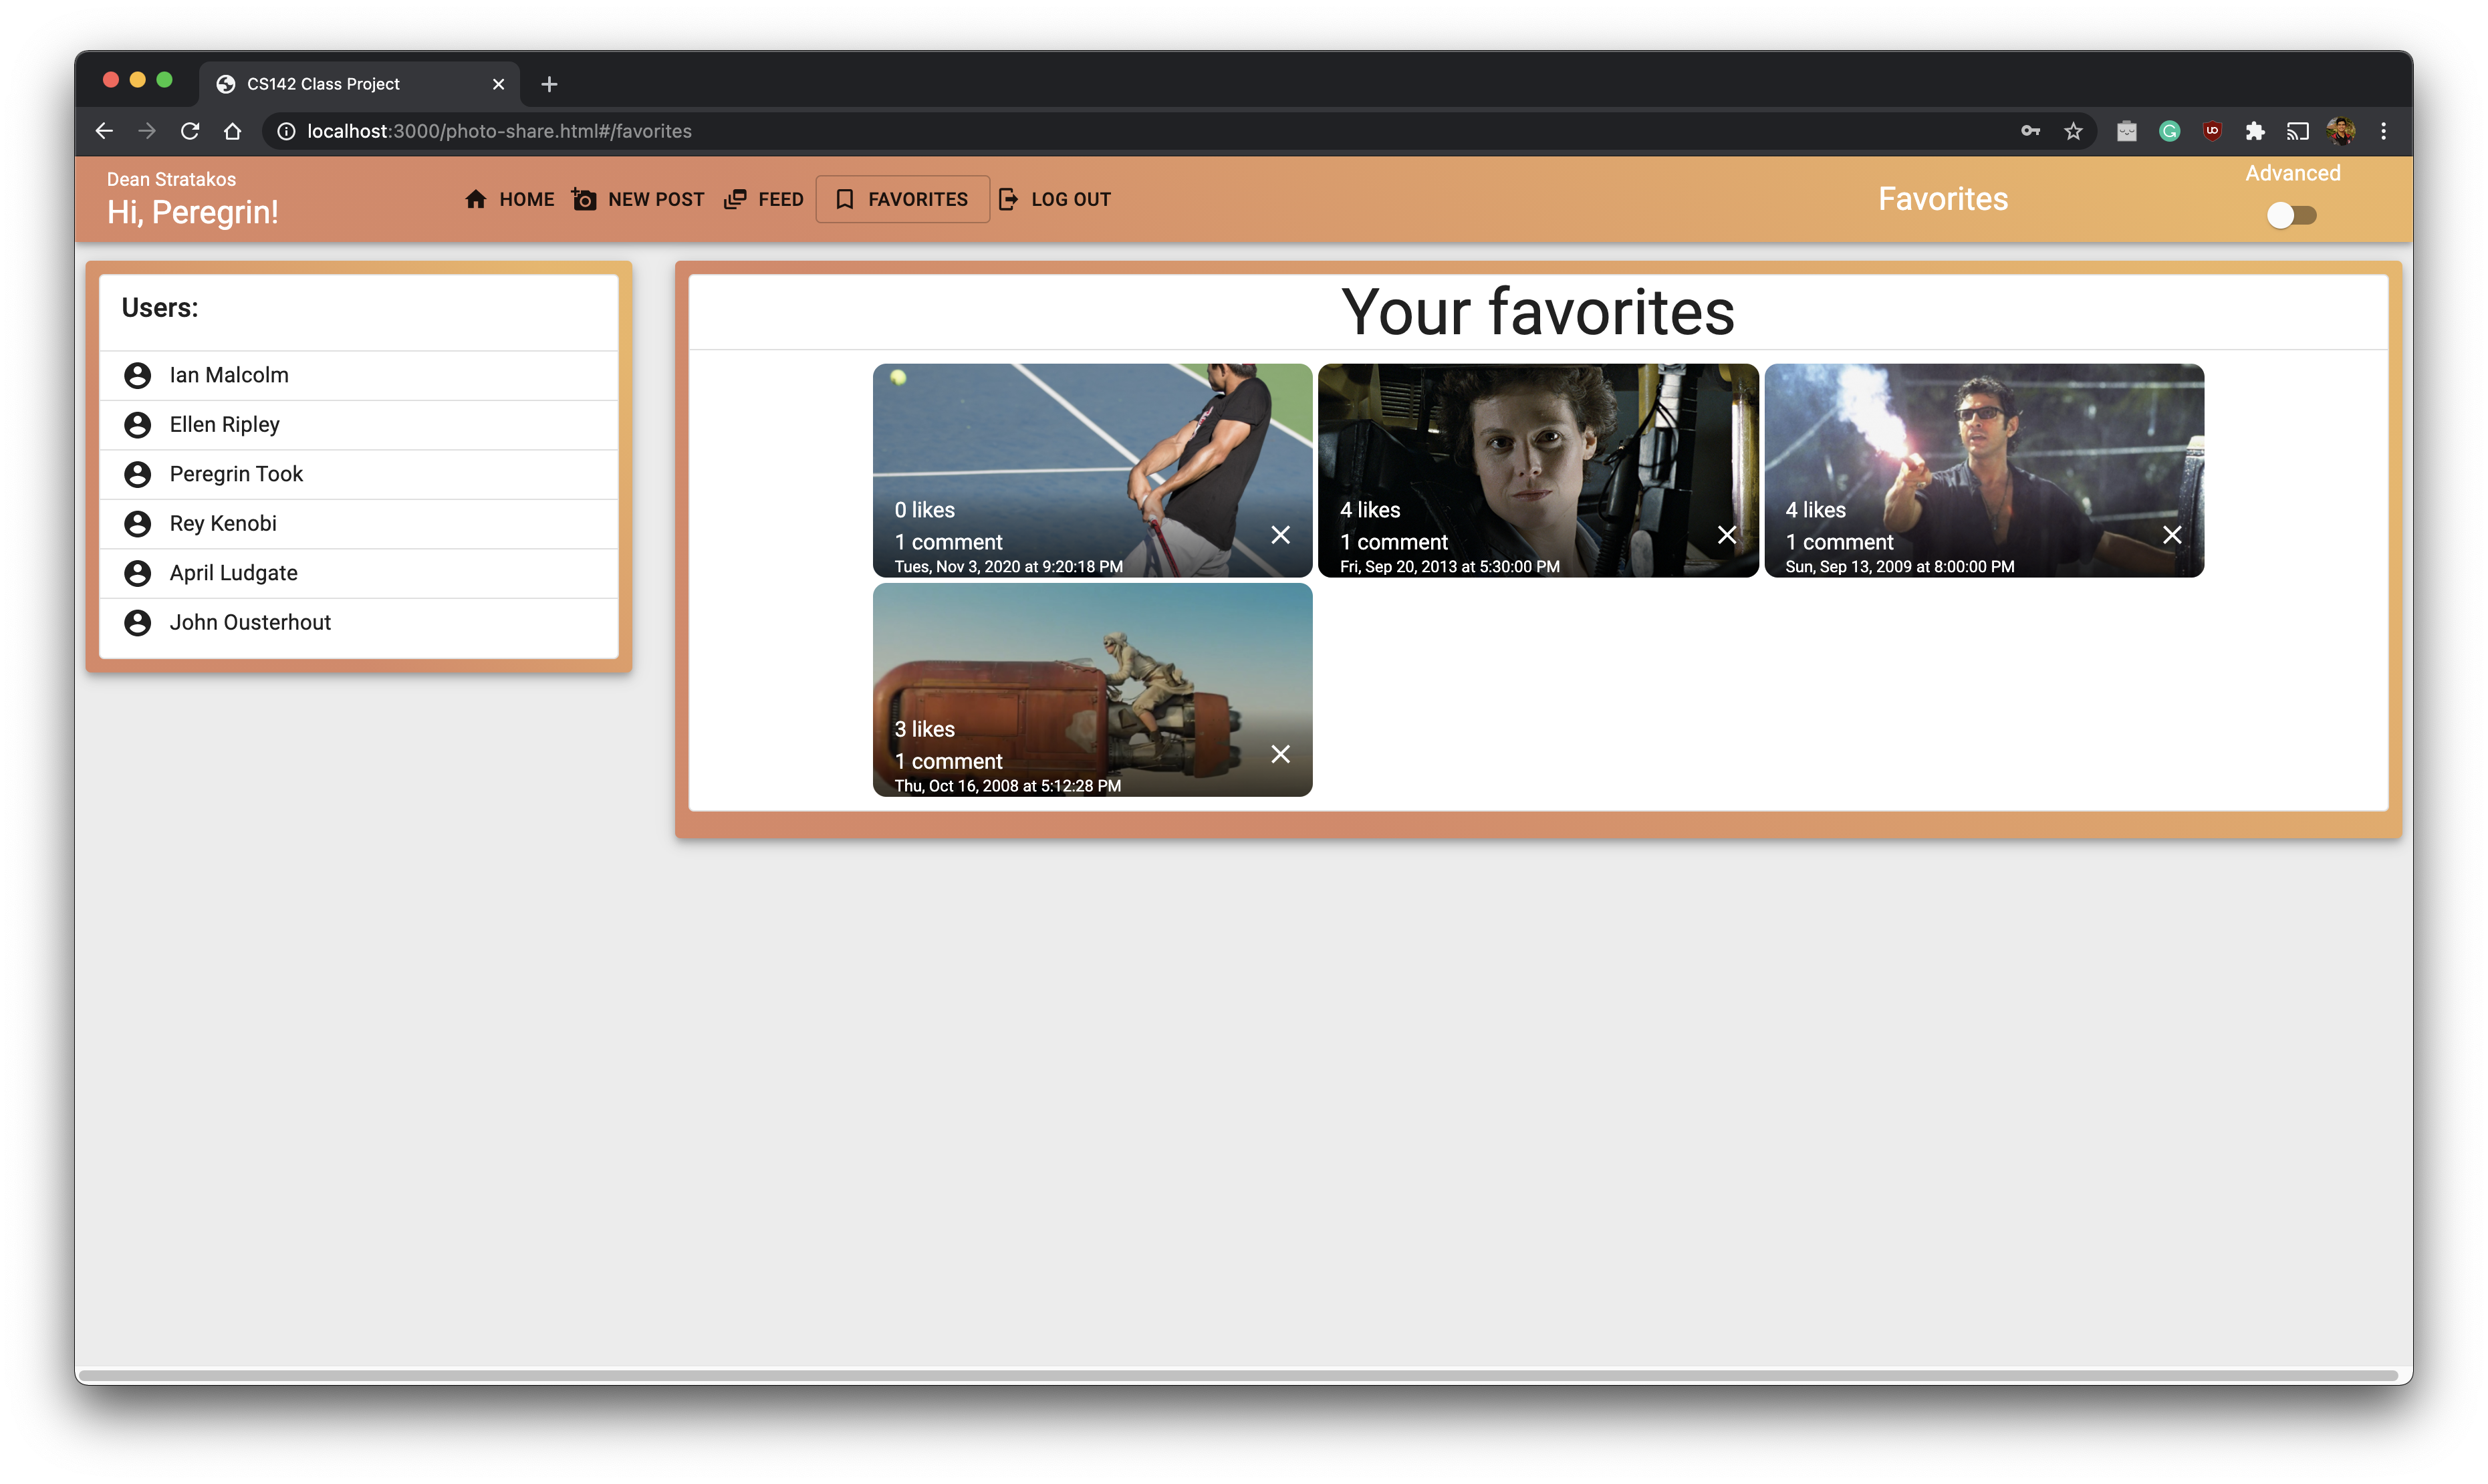 CS142 Class Project
localhost:3000/photo-share.html#/favorites
Dean Stratakos
Hi, Peregrin!
HOME
NEW POST
FEED
FAVORITES
LOG OUT
Favorites
Advanced
Users:
Ian Malcolm
Ellen Ripley
Peregrin Took
Rey Kenobi
April Ludgate
John Ousterhout
Your favorites
0 likes
1 comment
Tues, Nov 3, 2020 at 9:20:18 PM
4 likes
1 comment
Fri, Sep 20, 2013 at 5:30:00 PM
4 likes
1 comment
Sun, Sep 13, 2009 at 8:00:00 PM
3 likes
1 comment
Thu, Oct 16, 2008 at 5:12:28 PM